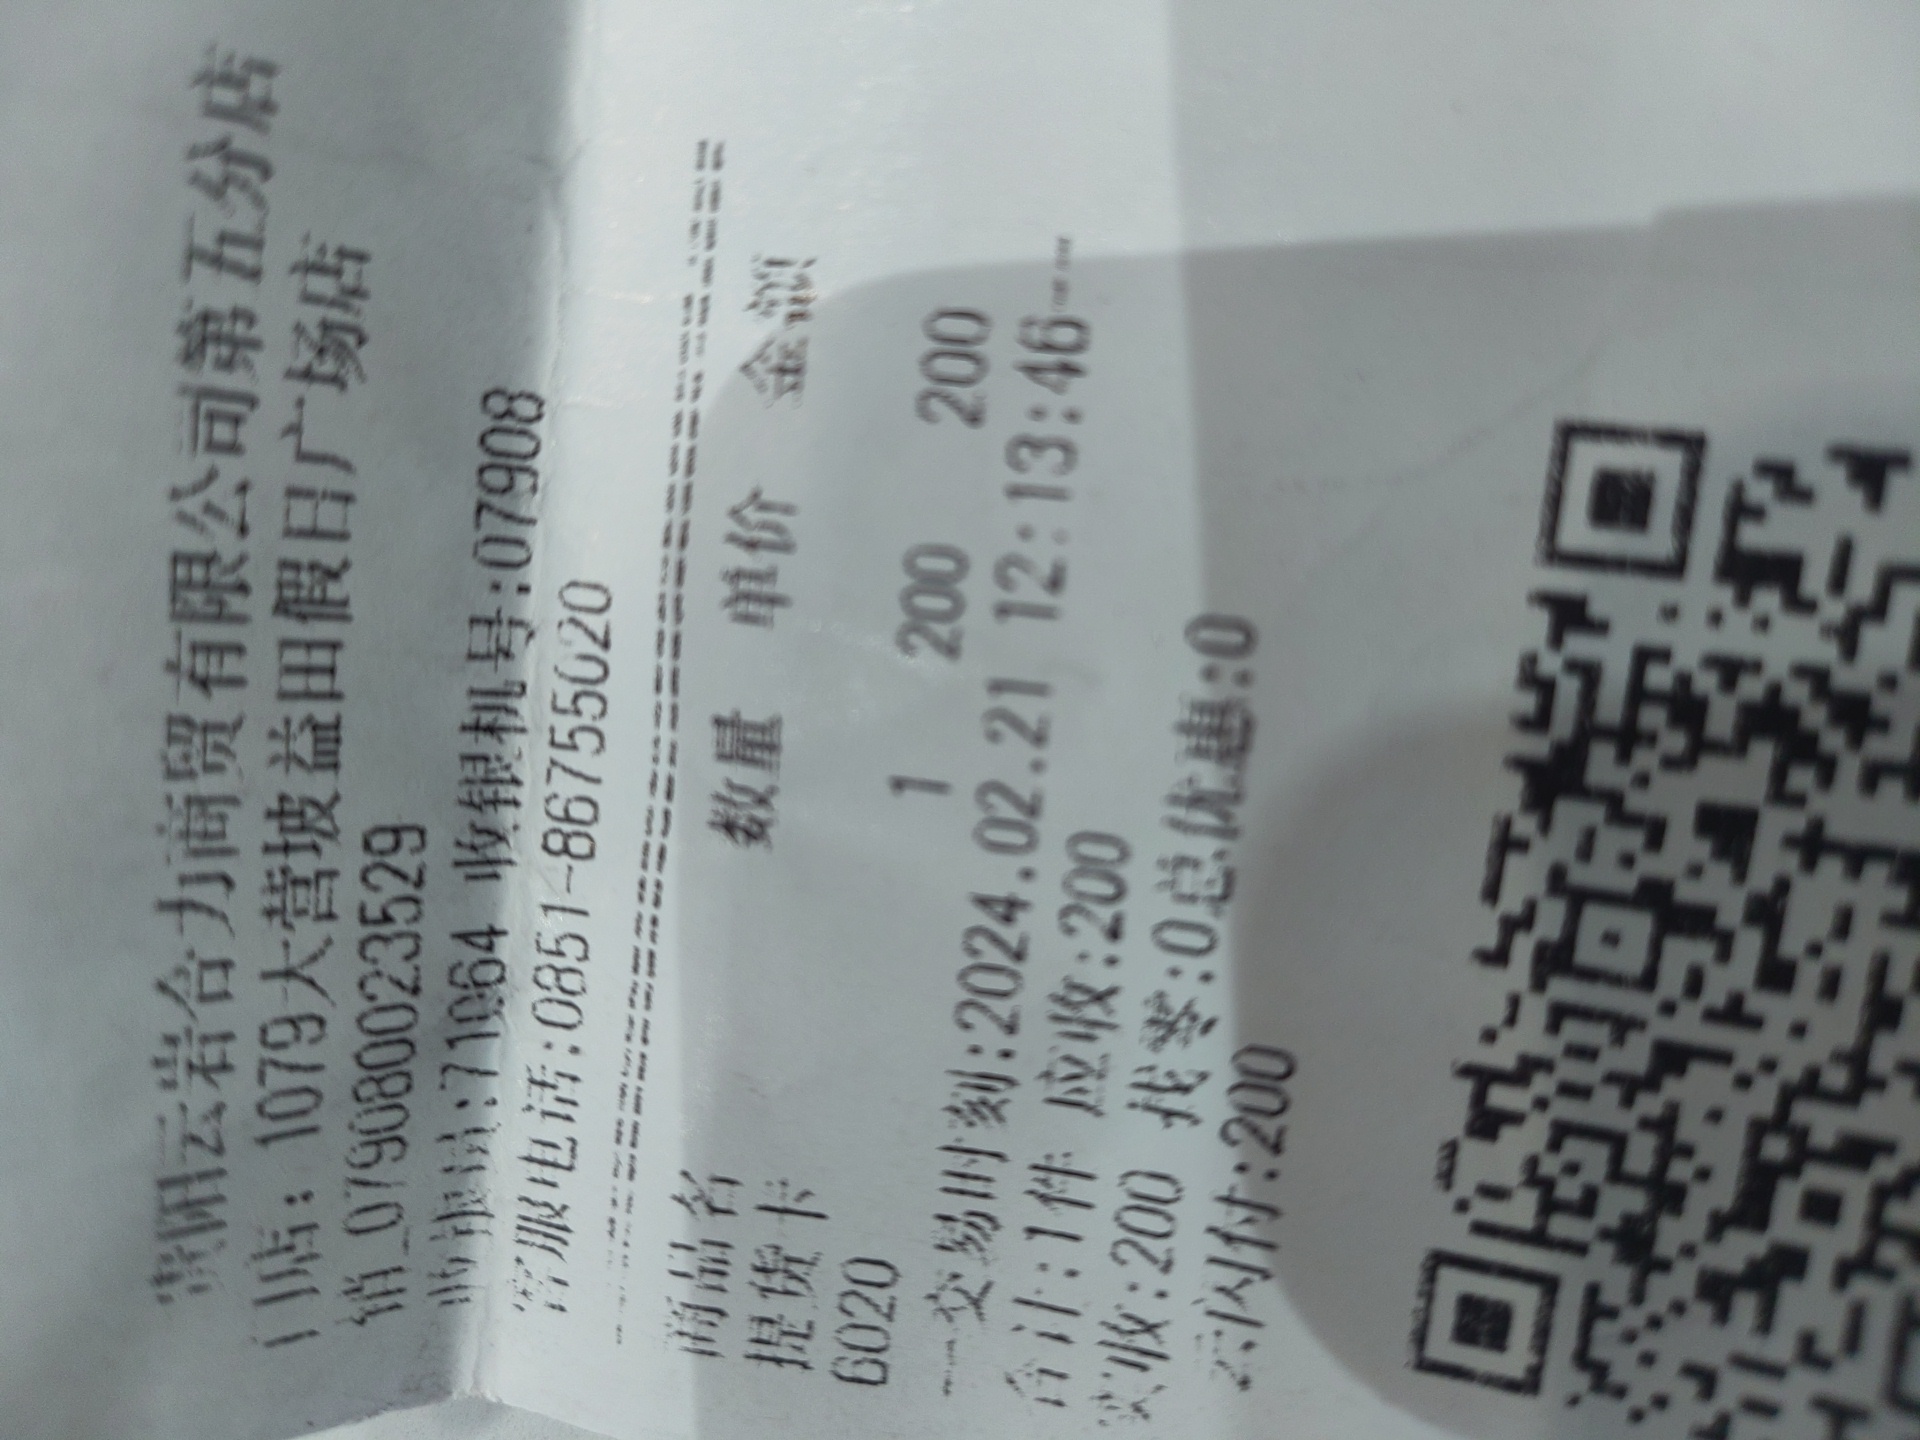 贵阳云岩合力商贸有限公司第五分店
门店: 1079大营坡益田假日广场店
销_0790800023529
收银员:71064 收银机号:07908
客服电话:0851-86755020
商品名 数量 单价 金额
提货卡
6020 1 200 200
交易时刻:2024.02.21 12:13:46
合计:1件 应收:200
实收:200 找零:0总优惠:0
云闪付:200